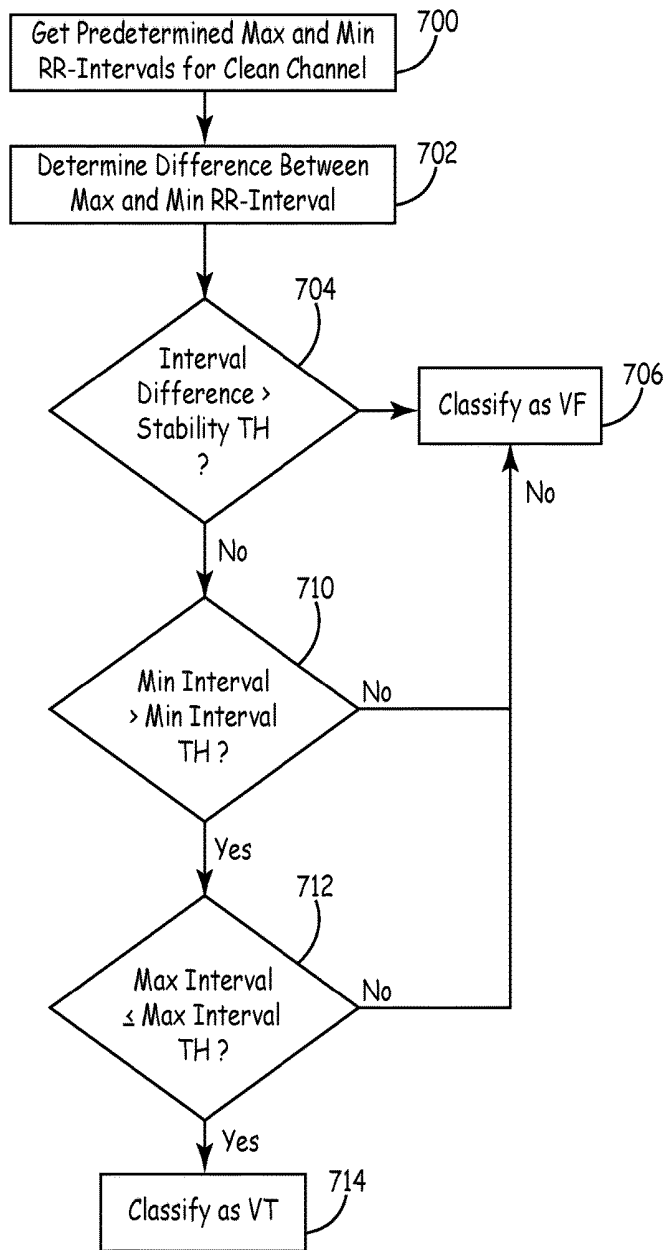 Get Predetermined Max and Min
RR-Intervals for Clean Channel
700
Determine Difference Between
Max and Min RR-Interval
702
704
Interval
Difference >
Stability TH
?
Classify as VF
706
No
No
710
Min Interval
> Min Interval
TH ?
No
Yes
712
Max Interval
≤ Max Interval
TH ?
No
Yes
Classify as VT
714